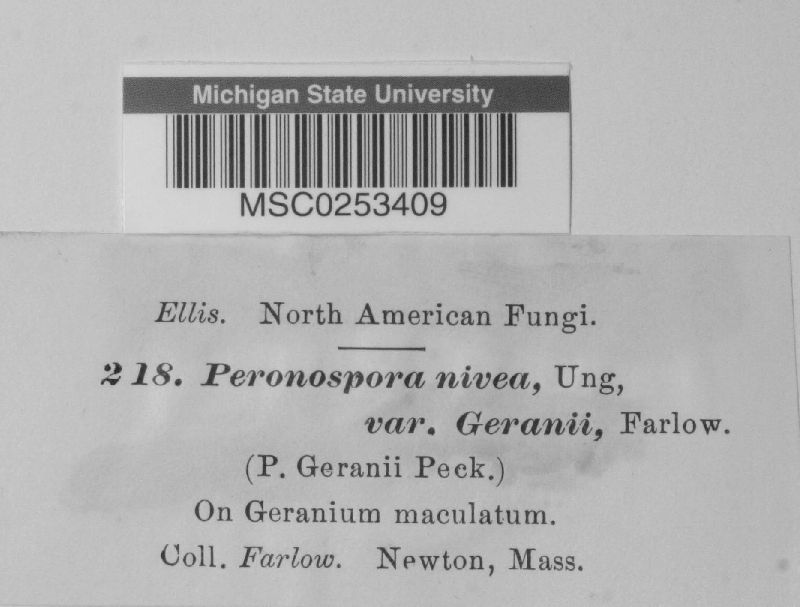 Michigan State University
MSC0253409
Ellis. North American Fungi.
218. Peronospora nivea, Ung,
var. Geranii, Farlow.
(P. Geranii Peck.)
On Geranium maculatum.
Coll. Farlow. Newton, Mass.